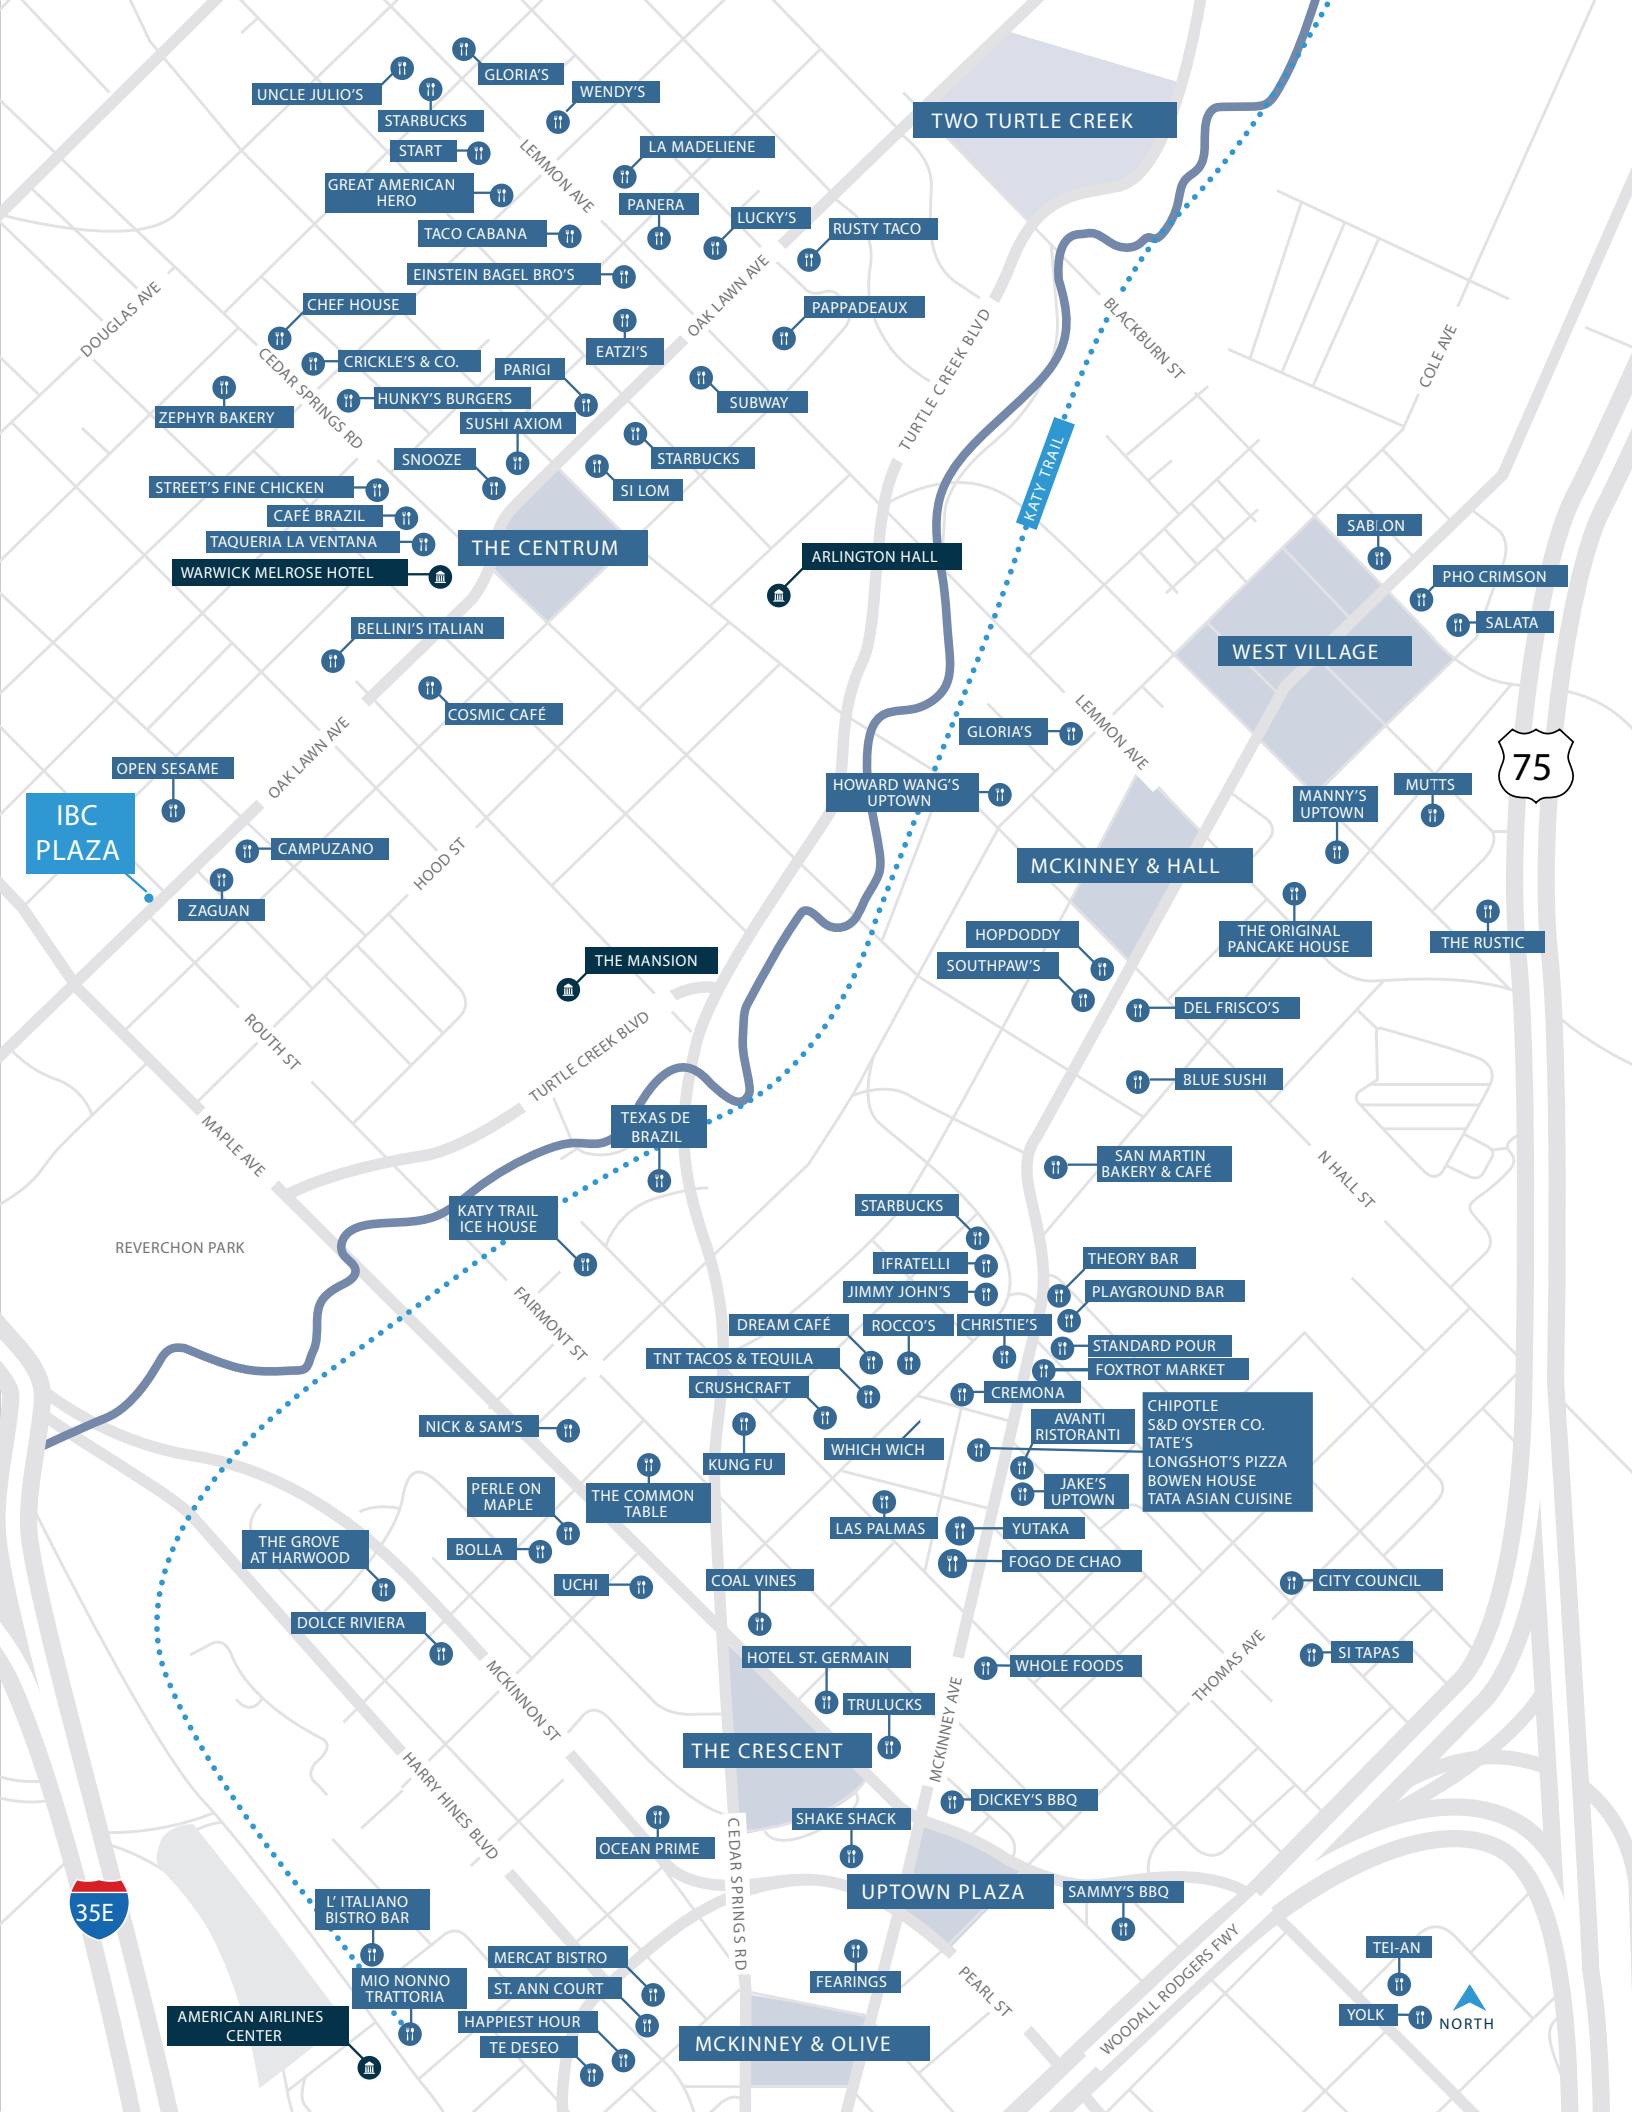 GLORIA'S
UNCLE JULIO'S
WENDY'S
STARBUCKS
TWO TURTLE CREEK
START
LA MADELIENE
LEMMON AVE
GREAT AMERICAN
HERO
PANERA
LUCKY'S
TACO CABANA
RUSTY TACO
EINSTEIN BAGEL BRO'S
OAK LAWN AVE
DOUGLAS AVE
CHEF HOUSE
PAPPADEAUX
BLACKBURN ST
TURTLE CREEK BLVD
COLE AVE
EATZI'S
CRICKLE'S & CO.
PARIGI
CEDAR SPRINGS RD
HUNKY'S BURGERS
SUBWAY
ZEPHYR BAKERY
SUSHI AXIOM
SNOOZE
STARBUCKS
KATY TRAIL
STREET'S FINE CHICKEN
SI LOM
CAFÉ BRAZIL
SABLON
TAQUERIA LA VENTANA
THE CENTRUM
ARLINGTON HALL
WARWICK MELROSE HOTEL
PHO CRIMSON
SALATA
BELLINI'S ITALIAN
WEST VILLAGE
COSMIC CAFÉ
GLORIA'S
LEMMON AVE
OAK LAWN AVE
OPEN SESAME
75
HOWARD WANG'S
UPTOWN
MUTTS
MANNY'S
UPTOWN
IBC
PLAZA
CAMPUZANO
HOOD ST
MCKINNEY & HALL
ZAGUAN
HOPDODDY
THE ORIGINAL
PANCAKE HOUSE
THE RUSTIC
THE MANSION
SOUTHPAW'S
DEL FRISCO'S
ROUTH ST
TURTLE CREEK BLVD
BLUE SUSHI
TEXAS DE
BRAZIL
MAPLE AVE
SAN MARTIN
BAKERY & CAFÉ
N HALL ST
KATY TRAIL
ICE HOUSE
STARBUCKS
REVERCHON PARK
IFRATELLI
THEORY BAR
JIMMY JOHN'S
PLAYGROUND BAR
FAIRMONT ST
DREAM CAFÉ
ROCCO'S
CHRISTIE'S
STANDARD POUR
TNT TACOS & TEQUILA
FOXTROT MARKET
CRUSHCRAFT
CREMONA
NICK & SAM'S
AVANTI
RISTORANTI
CHIPOTLE
S&D OYSTER CO.
TATE'S
LONGSHOT'S PIZZA
BOWEN HOUSE
TATA ASIAN CUISINE
WHICH WICH
KUNG FU
PERLE ON
MAPLE
THE COMMON
TABLE
JAKE'S
UPTOWN
LAS PALMAS
YUTAKA
THE GROVE
AT HARWOOD
BOLLA
FOGO DE CHAO
UCHI
COAL VINES
CITY COUNCIL
DOLCE RIVIERA
HOTEL ST. GERMAIN
WHOLE FOODS
SI TAPAS
THOMAS AVE
MCKINNON ST
TRULUCKS
MCKINNEY AVE
THE CRESCENT
HARRY HINES BLVD
DICKEY'S BBQ
SHAKE SHACK
OCEAN PRIME
CEDAR SPRINGS RD
UPTOWN PLAZA
SAMMY'S BBQ
35E
L' ITALIANO
BISTRO BAR
WOODALL RODGERS FWY
TEI-AN
MERCAT BISTRO
FEARINGS
PEARL ST
MIO NONNO
TRATTORIA
ST. ANN COURT
AMERICAN AIRLINES
CENTER
HAPPIEST HOUR
YOLK
NORTH
TE DESEO
MCKINNEY & OLIVE